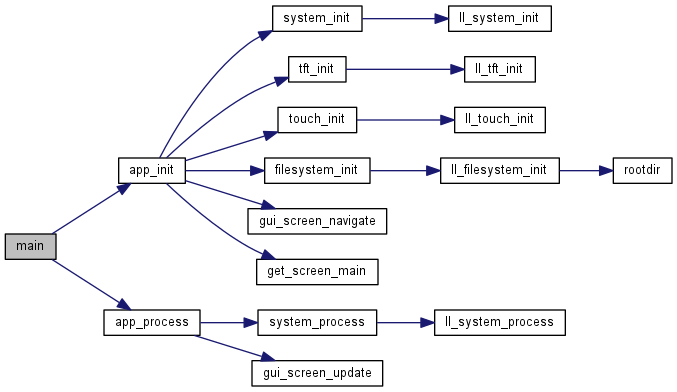 system_init
ll_system_init
tft_init
ll_tft_init
touch_init
ll_touch_init
app_init
filesystem_init
ll_filesystem_init
rootdir
gui_screen_navigate
main
get_screen_main
app_process
system_process
ll_system_process
gui_screen_update